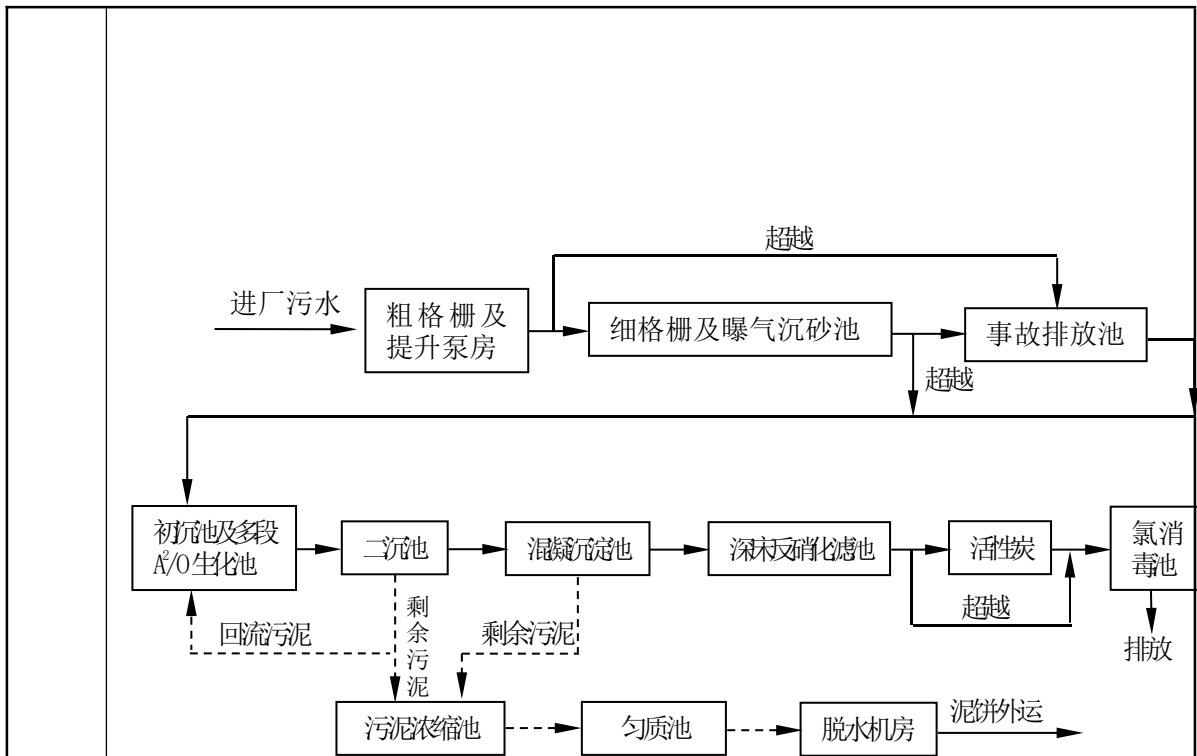 超越
进厂污水
粗格栅及
提升泵房
细格栅及曝气沉砂池
事故排放池
超越
初沉池及多段
A²/O生化池
二沉池
混凝沉淀池
深床反硝化滤池
活性炭
氯消
毒池
超越
回流污泥
剩余污泥
剩余污泥
排放
污泥浓缩池
匀质池
脱水机房
泥饼外运